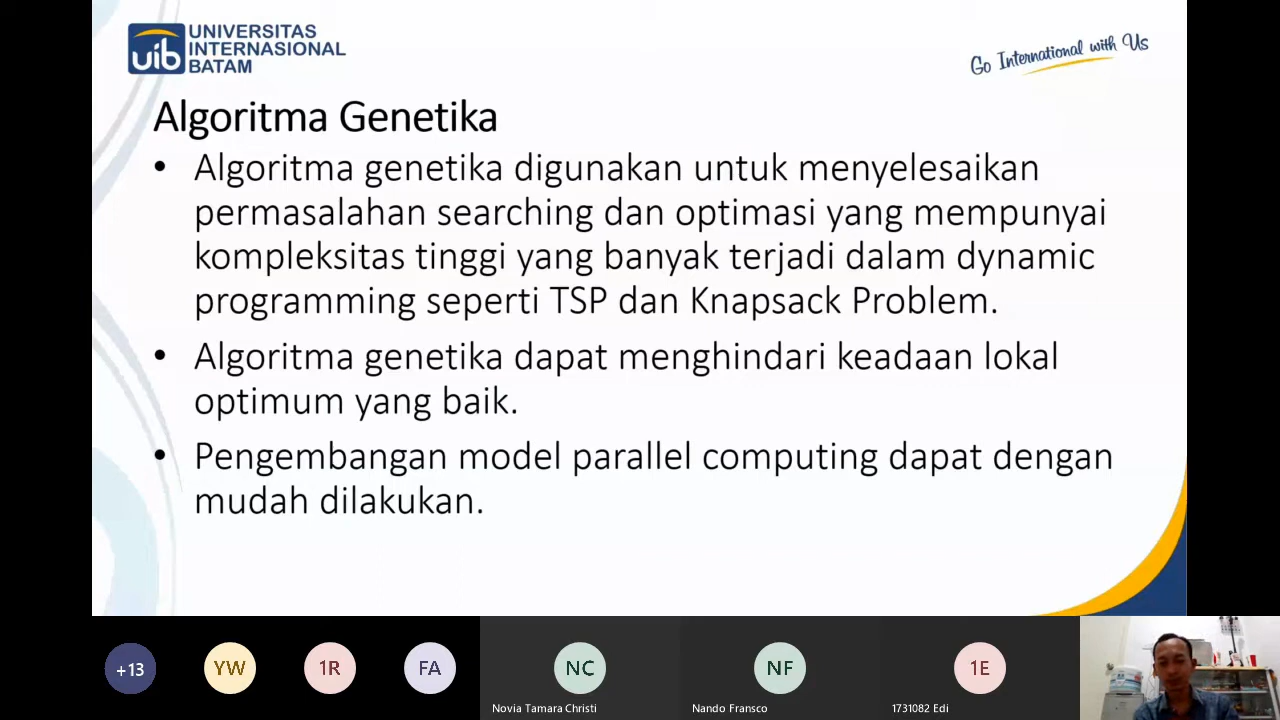 uib
UNIVERSITAS
INTERNASIONAL
BATAM
Go International with Us
Algoritma Genetika
• Algoritma genetika digunakan untuk menyelesaikan
permasalahan searching dan optimasi yang mempunyai
kompleksitas tinggi yang banyak terjadi dalam dynamic
programming seperti TSP dan Knapsack Problem.
• Algoritma genetika dapat menghindari keadaan lokal
optimum yang baik.
• Pengembangan model parallel computing dapat dengan
mudah dilakukan.
+13
YW
1R
FA
NC
NF
1E
Novia Tamara Christi
Nando Fransco
1731082 Edi